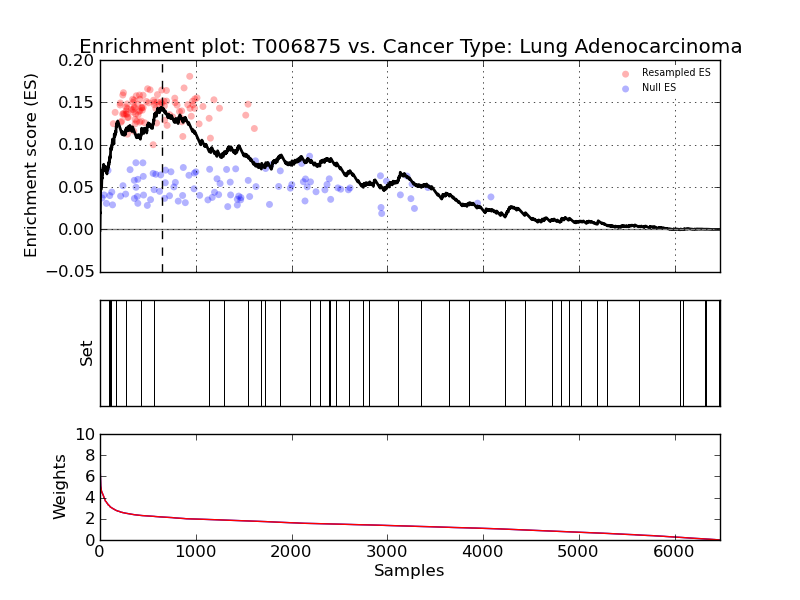 Enrichment plot: T006875 vs. Cancer Type: Lung Adenocarcinoma
0.20
0.15
0.10
0.05
0.00
−0.05
Enrichment score (ES)
Resampled ES
Null ES
Set
10
8
6
4
2
0
Weights
0 1000 2000 3000 4000 5000 6000
Samples